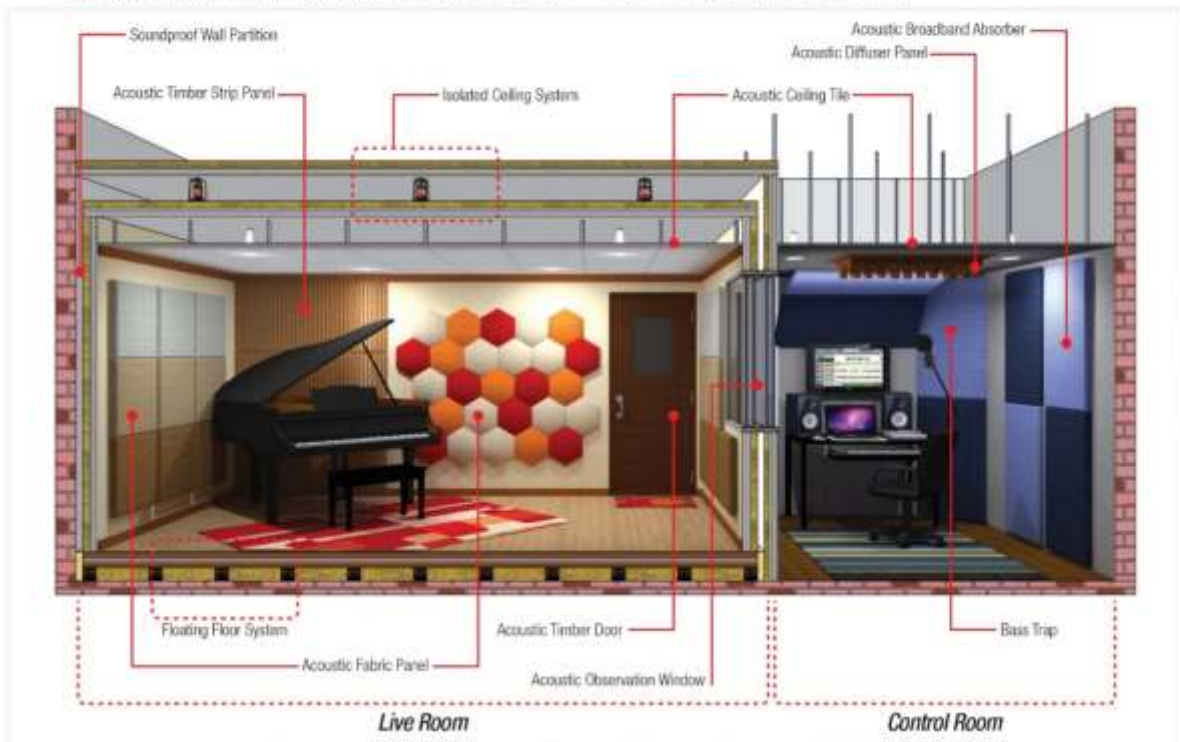 Soundproof Wall Partition
Acoustic Broadband Absorber
Acoustic Diffuser Panel
Acoustic Timber Strip Panel
Isolated Ceiling System
Acoustic Ceiling Tile
Floating Floor System
Acoustic Timber Door
Bass Trap
Acoustic Fabric Panel
Acoustic Observation Window
Live Room
Control Room